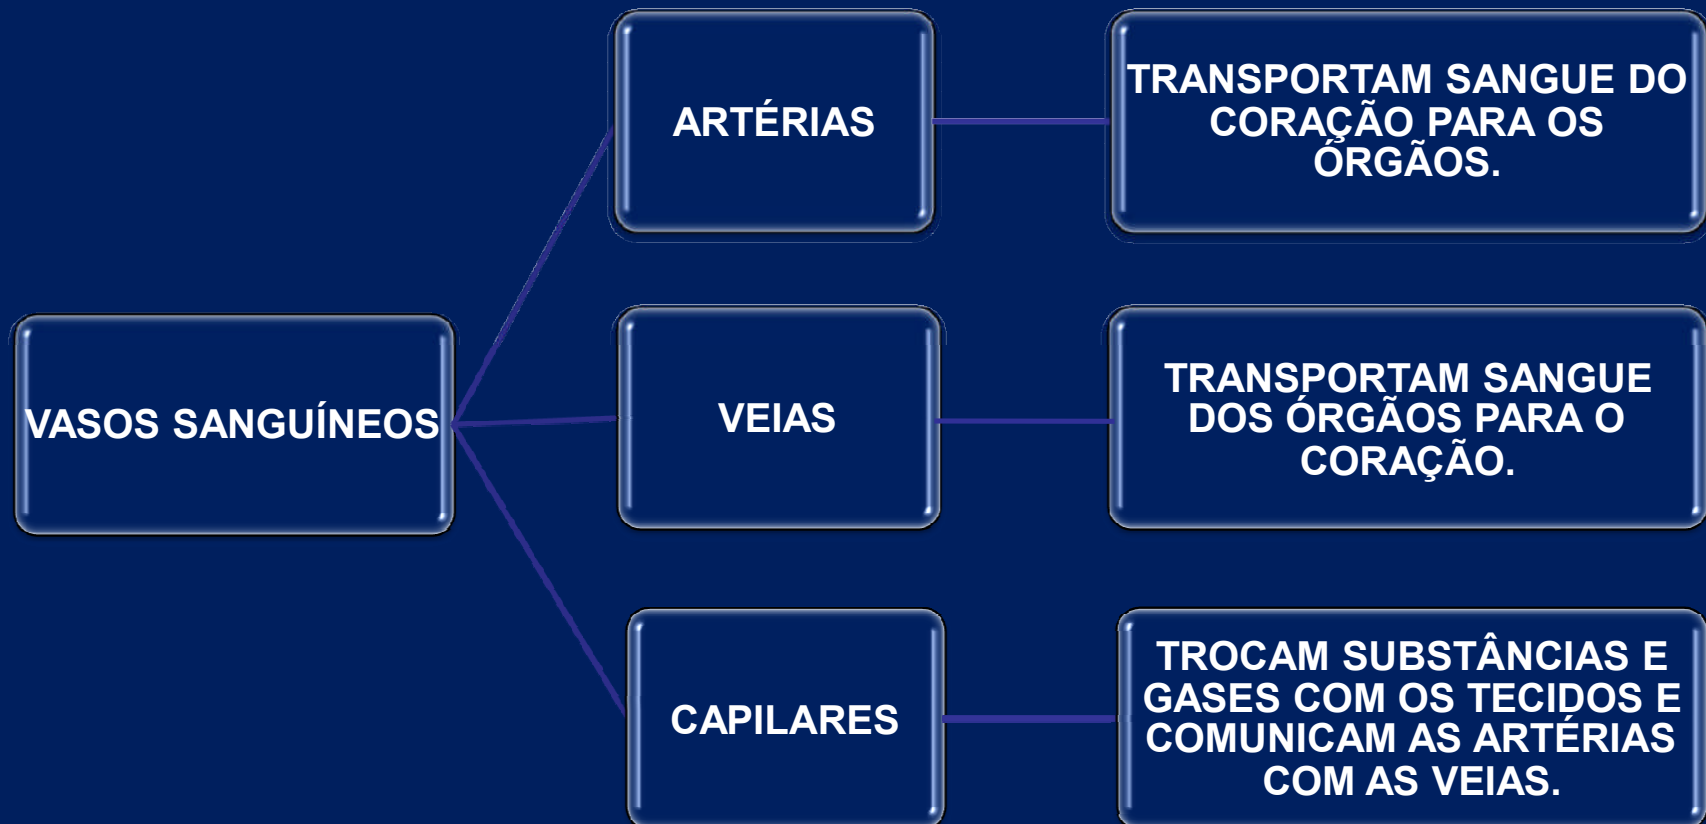 VASOS SANGUÍNEOS
ARTÉRIAS
TRANSPORTAM SANGUE DO
CORAÇÃO PARA OS
ÓRGÃOS.
VEIAS
TRANSPORTAM SANGUE
DOS ÓRGÃOS PARA O
CORAÇÃO.
CAPILARES
TROCAM SUBSTÂNCIAS E
GASES COM OS TECIDOS E
COMUNICAM AS ARTÉRIAS
COM AS VEIAS.